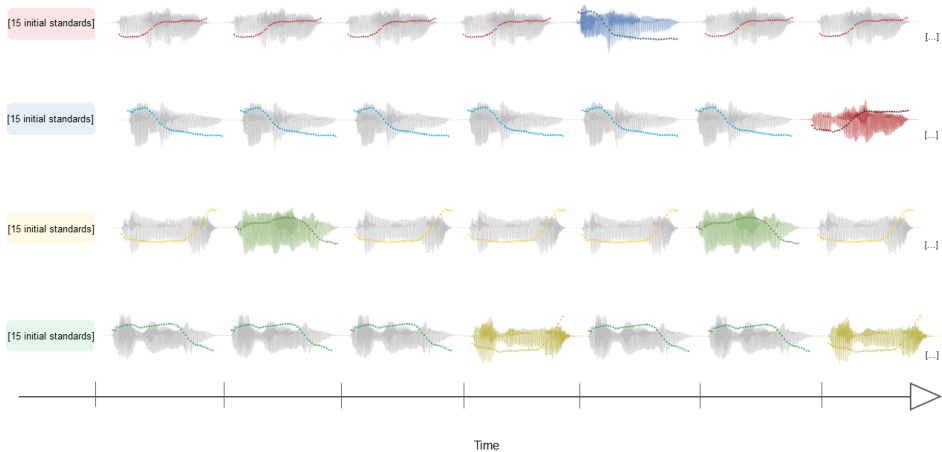 [15 initial standards]
[...]
[15 initial standards]
[...]
[15 initial standards]
[...]
[15 initial standards]
[...]
Time